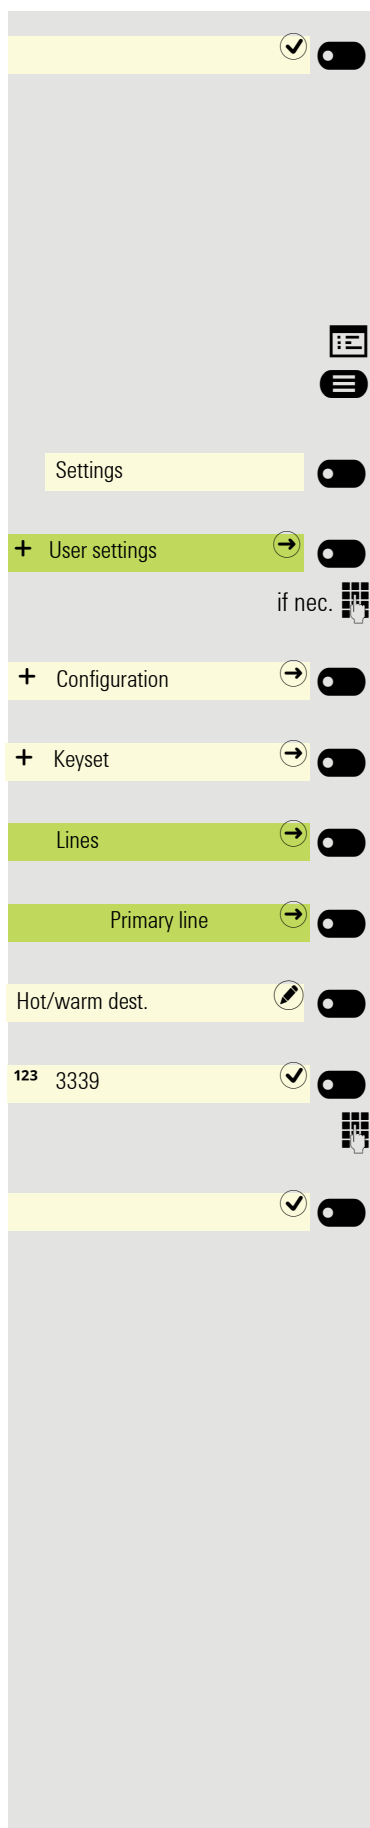 Settings
+ User settings
if nec.
+ Configuration
+ Keyset
Lines
Primary line
Hot/warm dest.
123 3339